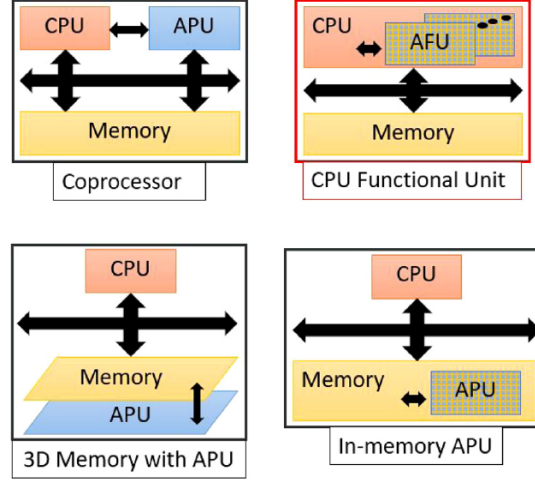 CPU
APU
Memory
Coprocessor
CPU
AFU
Memory
CPU Functional Unit
CPU
Memory
APU
3D Memory with APU
CPU
Memory
APU
In-memory APU